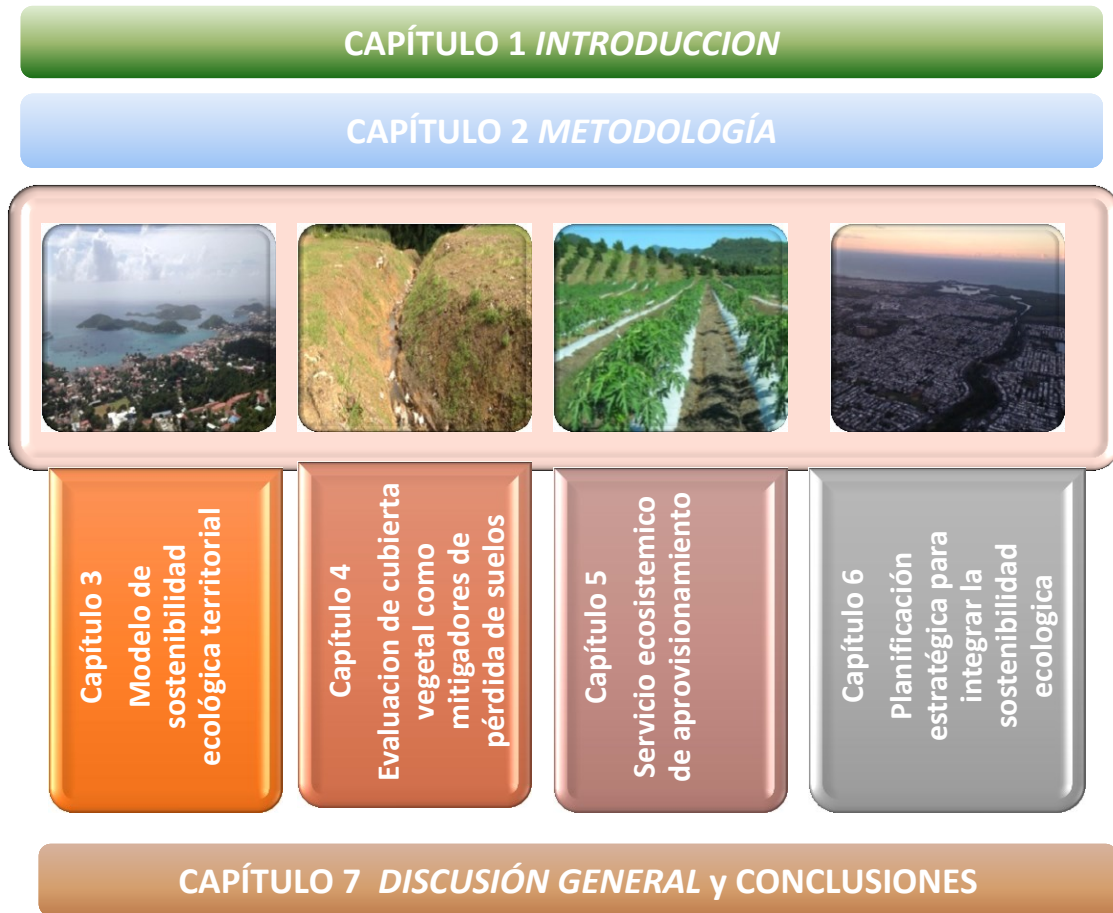 CAPÍTULO 1 INTRODUCCION
CAPÍTULO 2 METODOLOGÍA
Capítulo 3
Modelo de
sostenibilidad
ecológica territorial
Capítulo 4
Evaluacion de cubierta
vegetal como
mitigadores de
pérdida de suelos
Capítulo 5
Servicio ecosistemico
de aprovisionamiento
Capítulo 6
Planificación
estratégica para
integrar la
sostenibilidad
ecologica
CAPÍTULO 7 DISCUSIÓN GENERAL y CONCLUSIONES